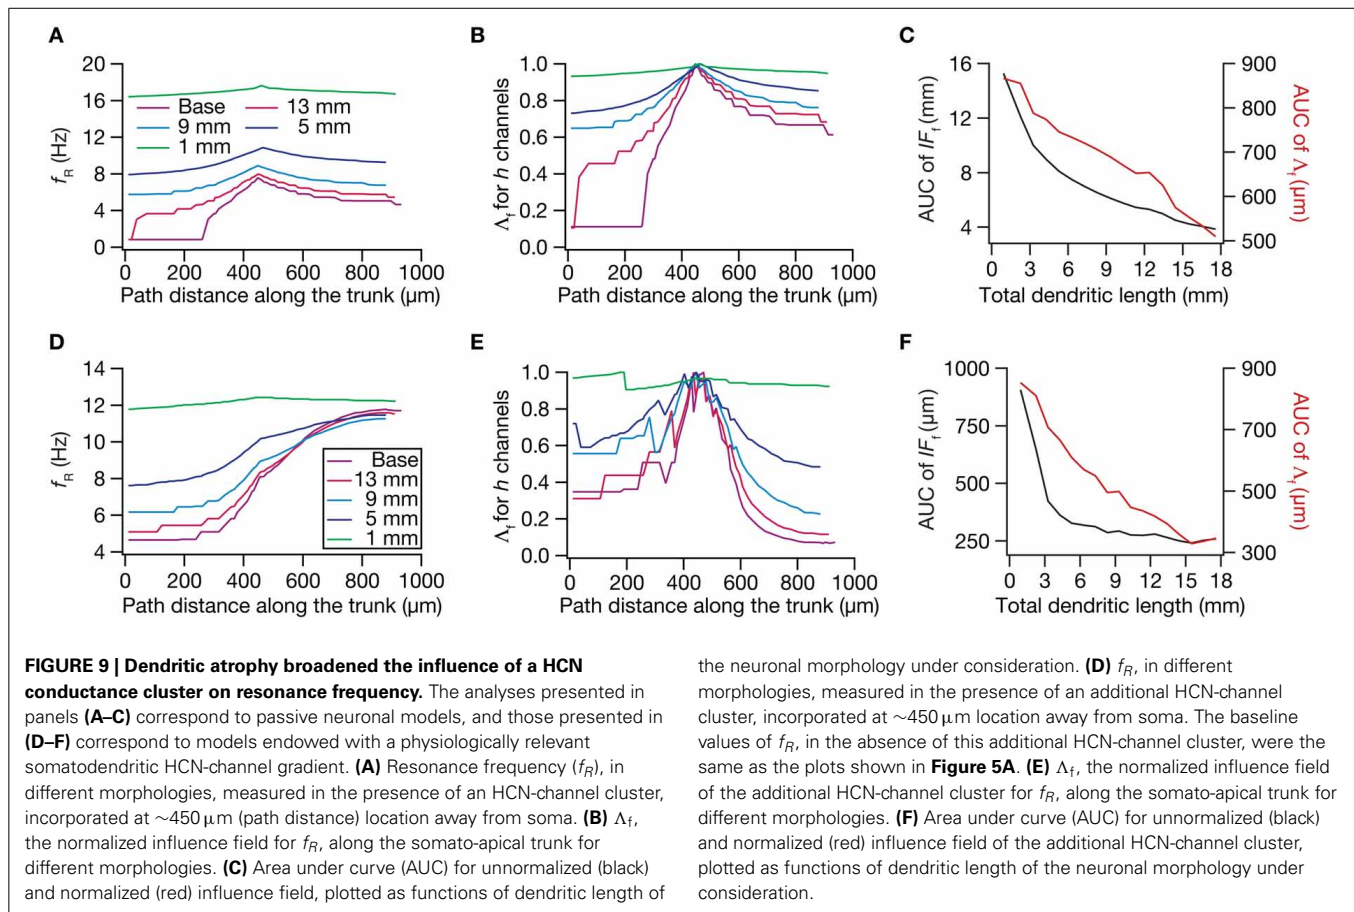 A
20
16
12
8
4
0
f_R (Hz)
Base
13 mm
9 mm
5 mm
1 mm
0 200 400 600 800 1000
Path distance along the trunk (µm)
B
1.0
0.8
0.6
0.4
0.2
0.0
Λ_f for h channels
0 200 400 600 800 1000
Path distance along the trunk (µm)
C
16
12
8
4
AUC of IF_f (mm)
900
800
700
600
500
AUC of Λ_f (µm)
0 3 6 9 12 15 18
Total dendritic length (mm)
D
14
12
10
8
6
4
f_R (Hz)
Base
13 mm
9 mm
5 mm
1 mm
0 200 400 600 800 1000
Path distance along the trunk (µm)
E
1.0
0.8
0.6
0.4
0.2
0.0
Λ_f for h channels
0 200 400 600 800 1000
Path distance along the trunk (µm)
F
1000
750
500
250
AUC of IF_f (µm)
900
700
500
300
AUC of Λ_f (µm)
0 3 6 9 12 15 18
Total dendritic length (mm)
FIGURE 9 | Dendritic atrophy broadened the influence of a HCN
conductance cluster on resonance frequency. The analyses presented in
panels (A–C) correspond to passive neuronal models, and those presented in
(D–F) correspond to models endowed with a physiologically relevant
somatodendritic HCN-channel gradient. (A) Resonance frequency (f_R), in
different morphologies, measured in the presence of an HCN-channel cluster,
incorporated at ~450 µm (path distance) location away from soma. (B) Λ_f,
the normalized influence field for f_R, along the somato-apical trunk for
different morphologies. (C) Area under curve (AUC) for unnormalized (black)
and normalized (red) influence field, plotted as functions of dendritic length of
the neuronal morphology under consideration. (D) f_R, in different
morphologies, measured in the presence of an additional HCN-channel
cluster, incorporated at ~450 µm location away from soma. The baseline
values of f_R, in the absence of this additional HCN-channel cluster, were the
same as the plots shown in Figure 5A. (E) Λ_f, the normalized influence field
of the additional HCN-channel cluster for f_R, along the somato-apical trunk for
different morphologies. (F) Area under curve (AUC) for unnormalized (black)
and normalized (red) influence field of the additional HCN-channel cluster,
plotted as functions of dendritic length of the neuronal morphology under
consideration.